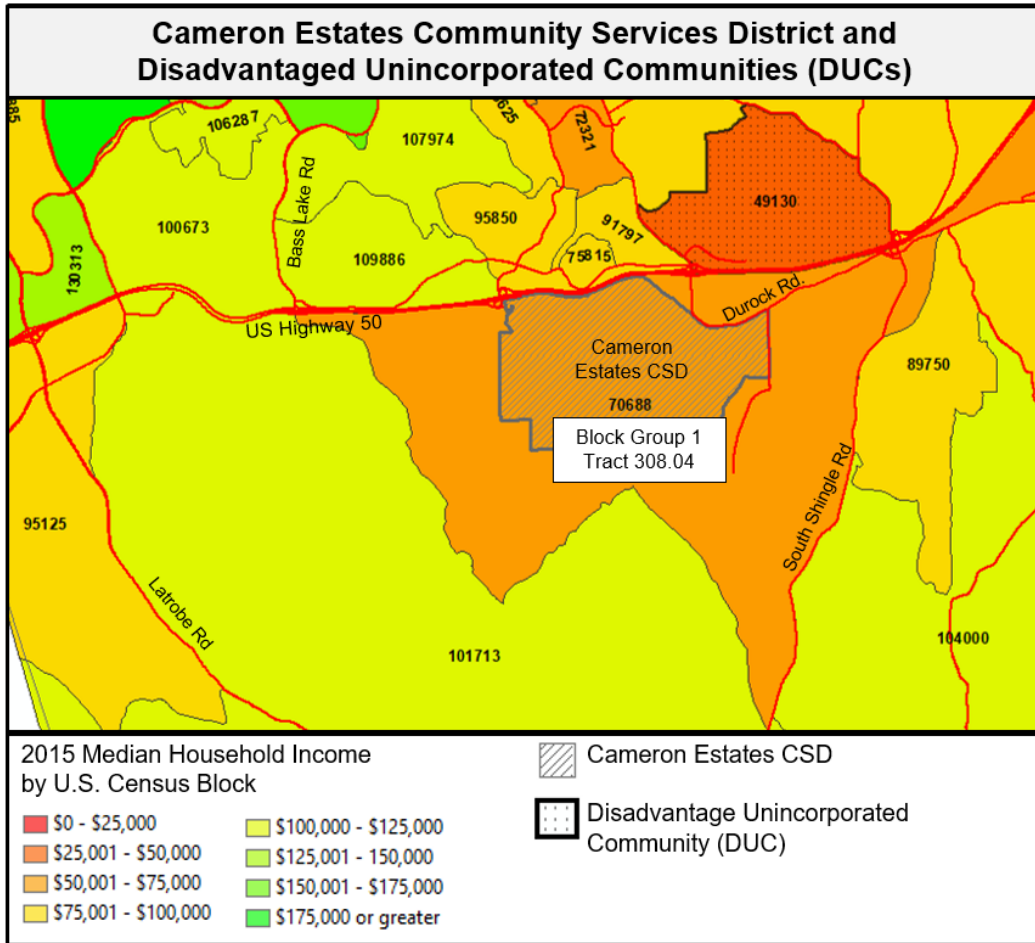 Cameron Estates Community Services District and
Disadvantaged Unincorporated Communities (DUCs)
106287
107974
72321
49130
100673
Bass Lake Rd
95850
91797
130313
109886
75815
US Highway 50
Durock Rd.
Cameron
Estates CSD
70688
89750
Block Group 1
Tract 308.04
95125
South Shingle Rd
Latrobe Rd
101713
104000
2015 Median Household Income
by U.S. Census Block
$0 - $25,000
$25,001 - $50,000
$50,001 - $75,000
$75,001 - $100,000
$100,000 - $125,000
$125,001 - 150,000
$150,001 - $175,000
$175,000 or greater
Cameron Estates CSD
Disadvantage Unincorporated
Community (DUC)